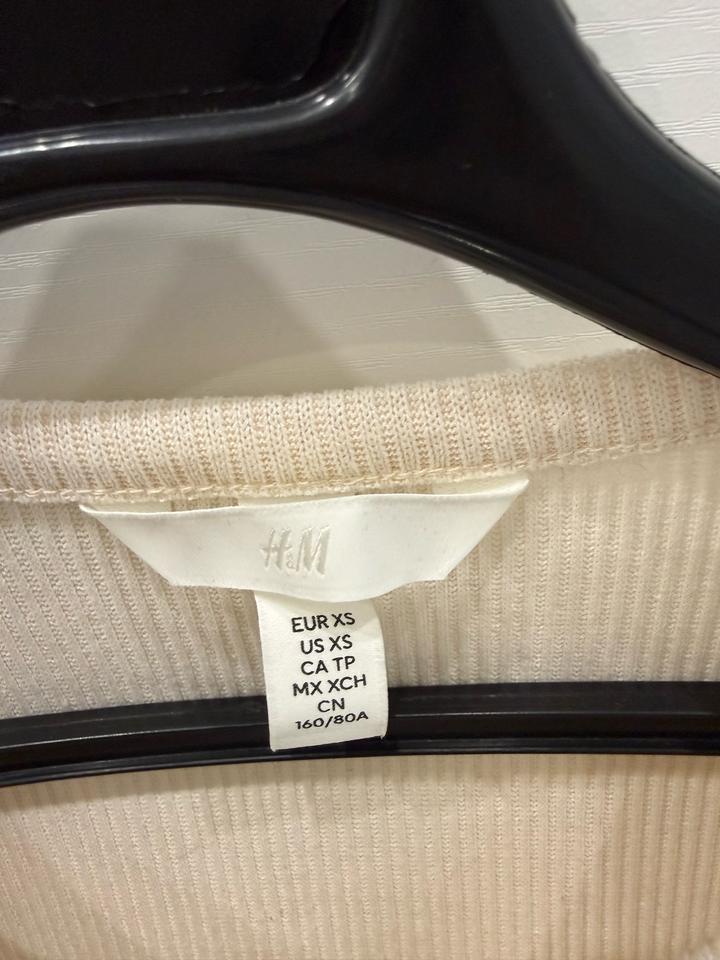 H&M
EUR XS
US XS
CA TP
MX XCH
CN
160/80A